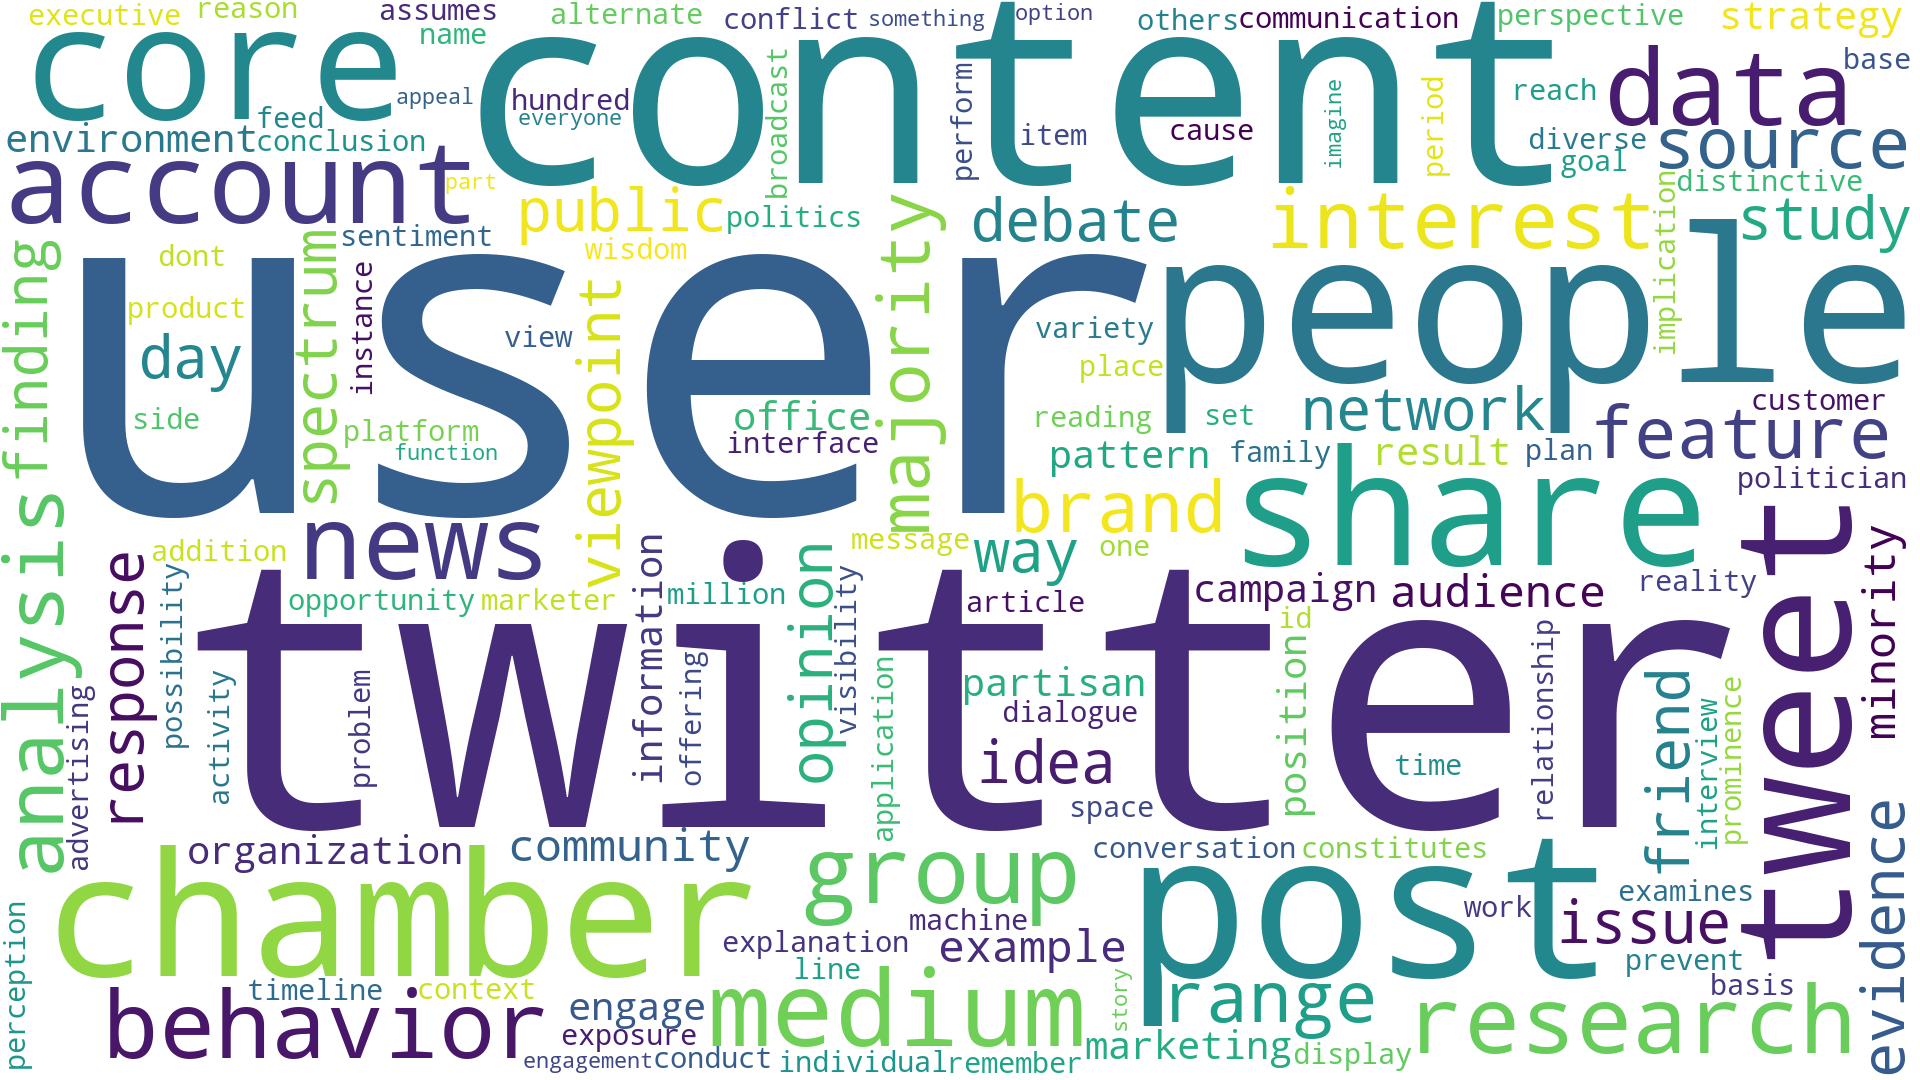 executive
reason
assumes
name
alternate
conflict
something
option
others
communication
perspective
strategy
core
content
data
base
appeal
hundred
everyone
broadcast
perform
item
cause
imagine
period
reach
diverse
goal
source
feed
environment
conclusion
account
part
public
politics
wisdom
majority
debate
interest
implication
distinctive
study
sentiment
dont
product
day
side
spectrum
instance
view
viewpoint
user
people
variety
place
office
interface
platform
function
reading
set
network
customer
feature
finding
analysis
pattern
family
result
plan
politician
brand
share
news
addition
message
way
one
tweet
minority
response
possibility
opportunity
marketer
information
million
opinion
visibility
article
campaign
audience
reality
id
twitter
advertising
activity
problem
offering
application
partisan
dialogue
idea
position
time
relationship
friend
interview
prominence
space
evidence
organization
community
chamber
group
conversation
constitutes
post
examines
work
issue
machine
explanation
example
line
prevent
basis
perception
timeline
context
behavior
engage
exposure
medium
story
range
research
engagement
conduct
individual
remember
marketing
display